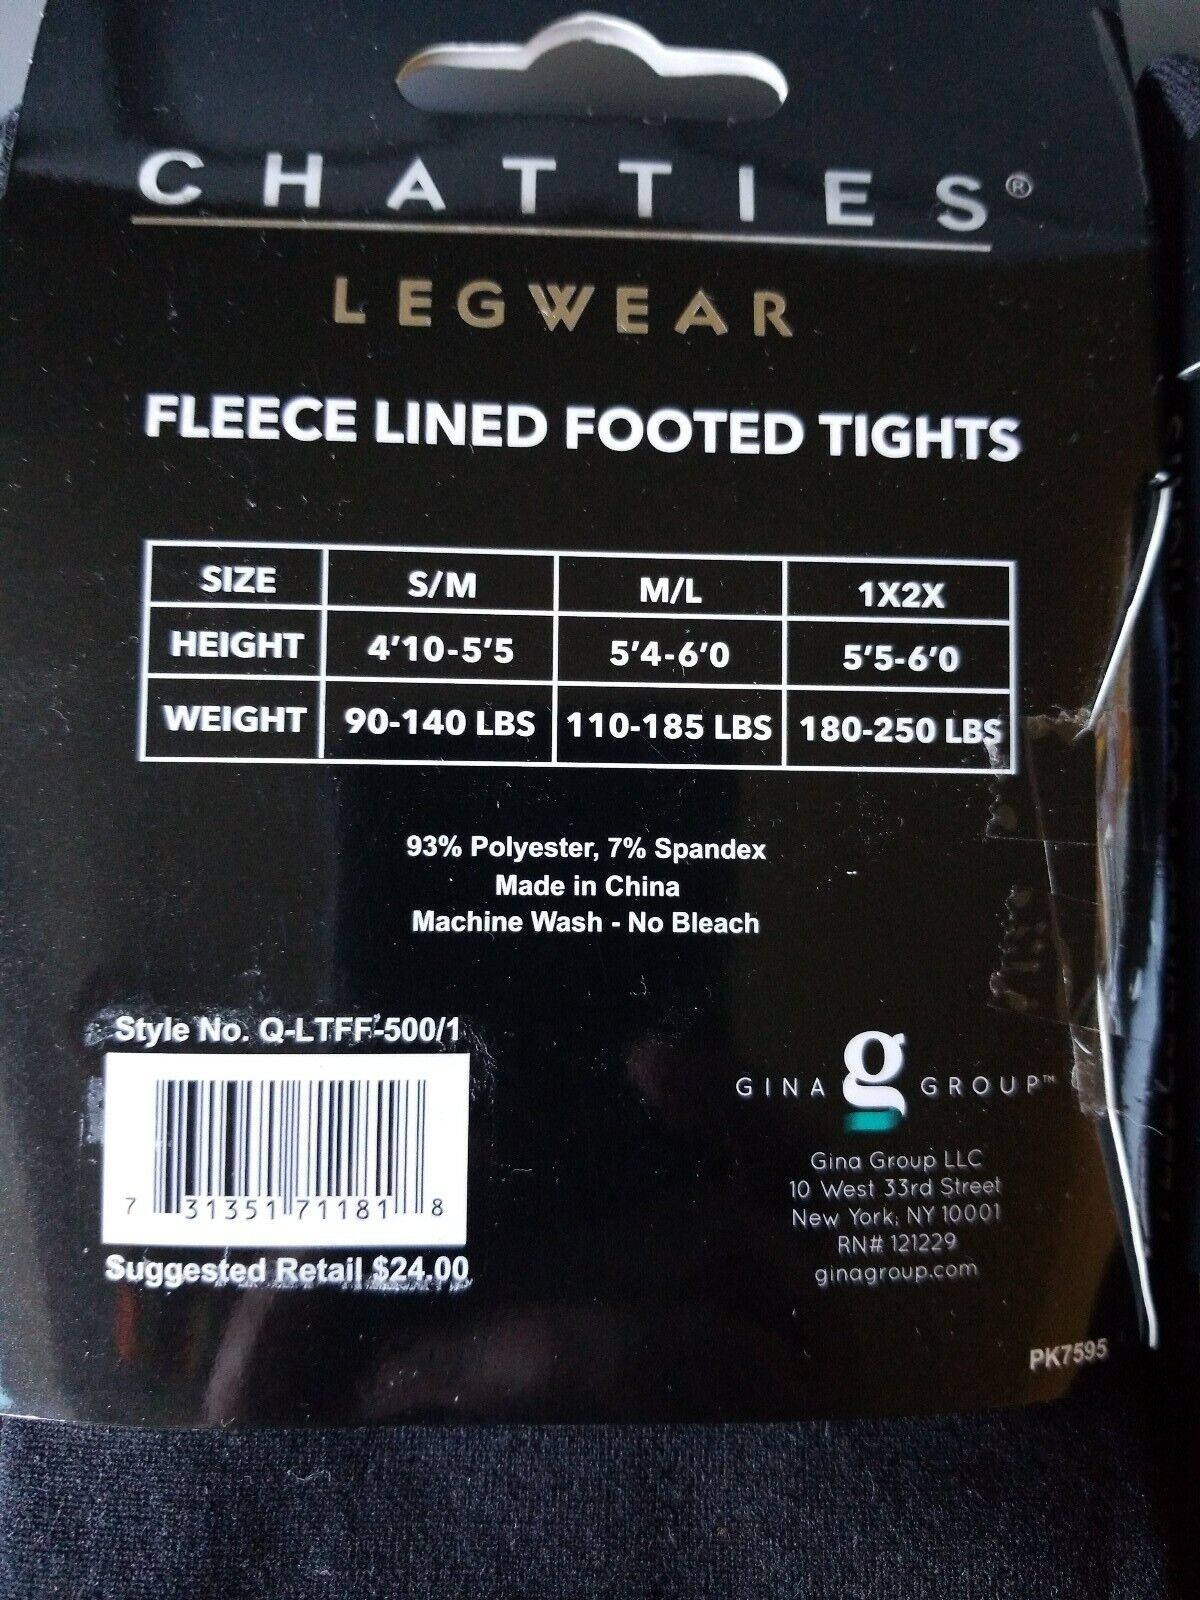 CHATTIES®
LEGWEAR
FLEECE LINED FOOTED TIGHTS
SIZE S/M M/L 1X2X
HEIGHT 4'10-5'5 5'4-6'0 5'5-6'0
WEIGHT 90-140 LBS 110-185 LBS 180-250 LBS
93% Polyester, 7% Spandex
Made in China
Machine Wash - No Bleach
Style No. Q-LTFF-500/1
7 31351 71181 8
Suggested Retail $24.00
GINA g GROUP™
Gina Group LLC
10 West 33rd Street
New York, NY 10001
RN# 121229
ginagroup.com
PK7595